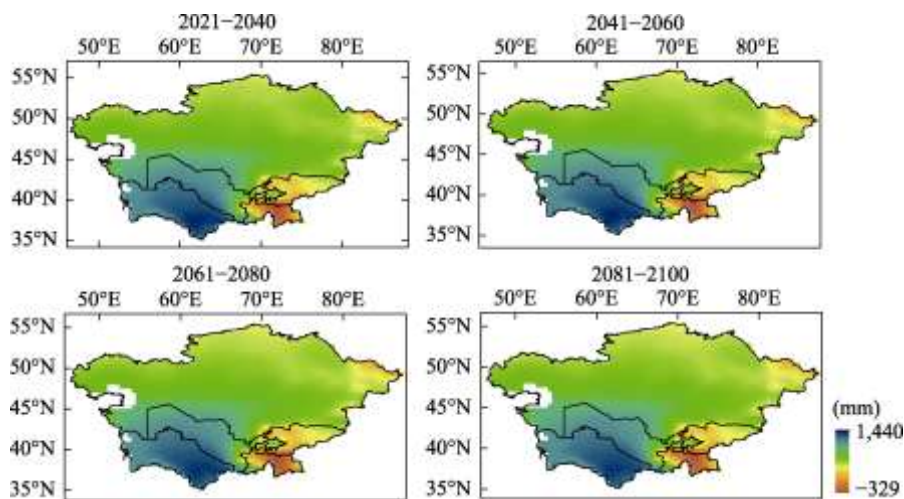 2021−2040 2041−2060
50°E 60°E 70°E 80°E 50°E 60°E 70°E 80°E
55°N 55°N
50°N 50°N
45°N 45°N
40°N 40°N
35°N 35°N
2061−2080 2081−2100
50°E 60°E 70°E 80°E 50°E 60°E 70°E 80°E
55°N 55°N
50°N 50°N
45°N 45°N
40°N 40°N (mm)
1,440
35°N 35°N −329